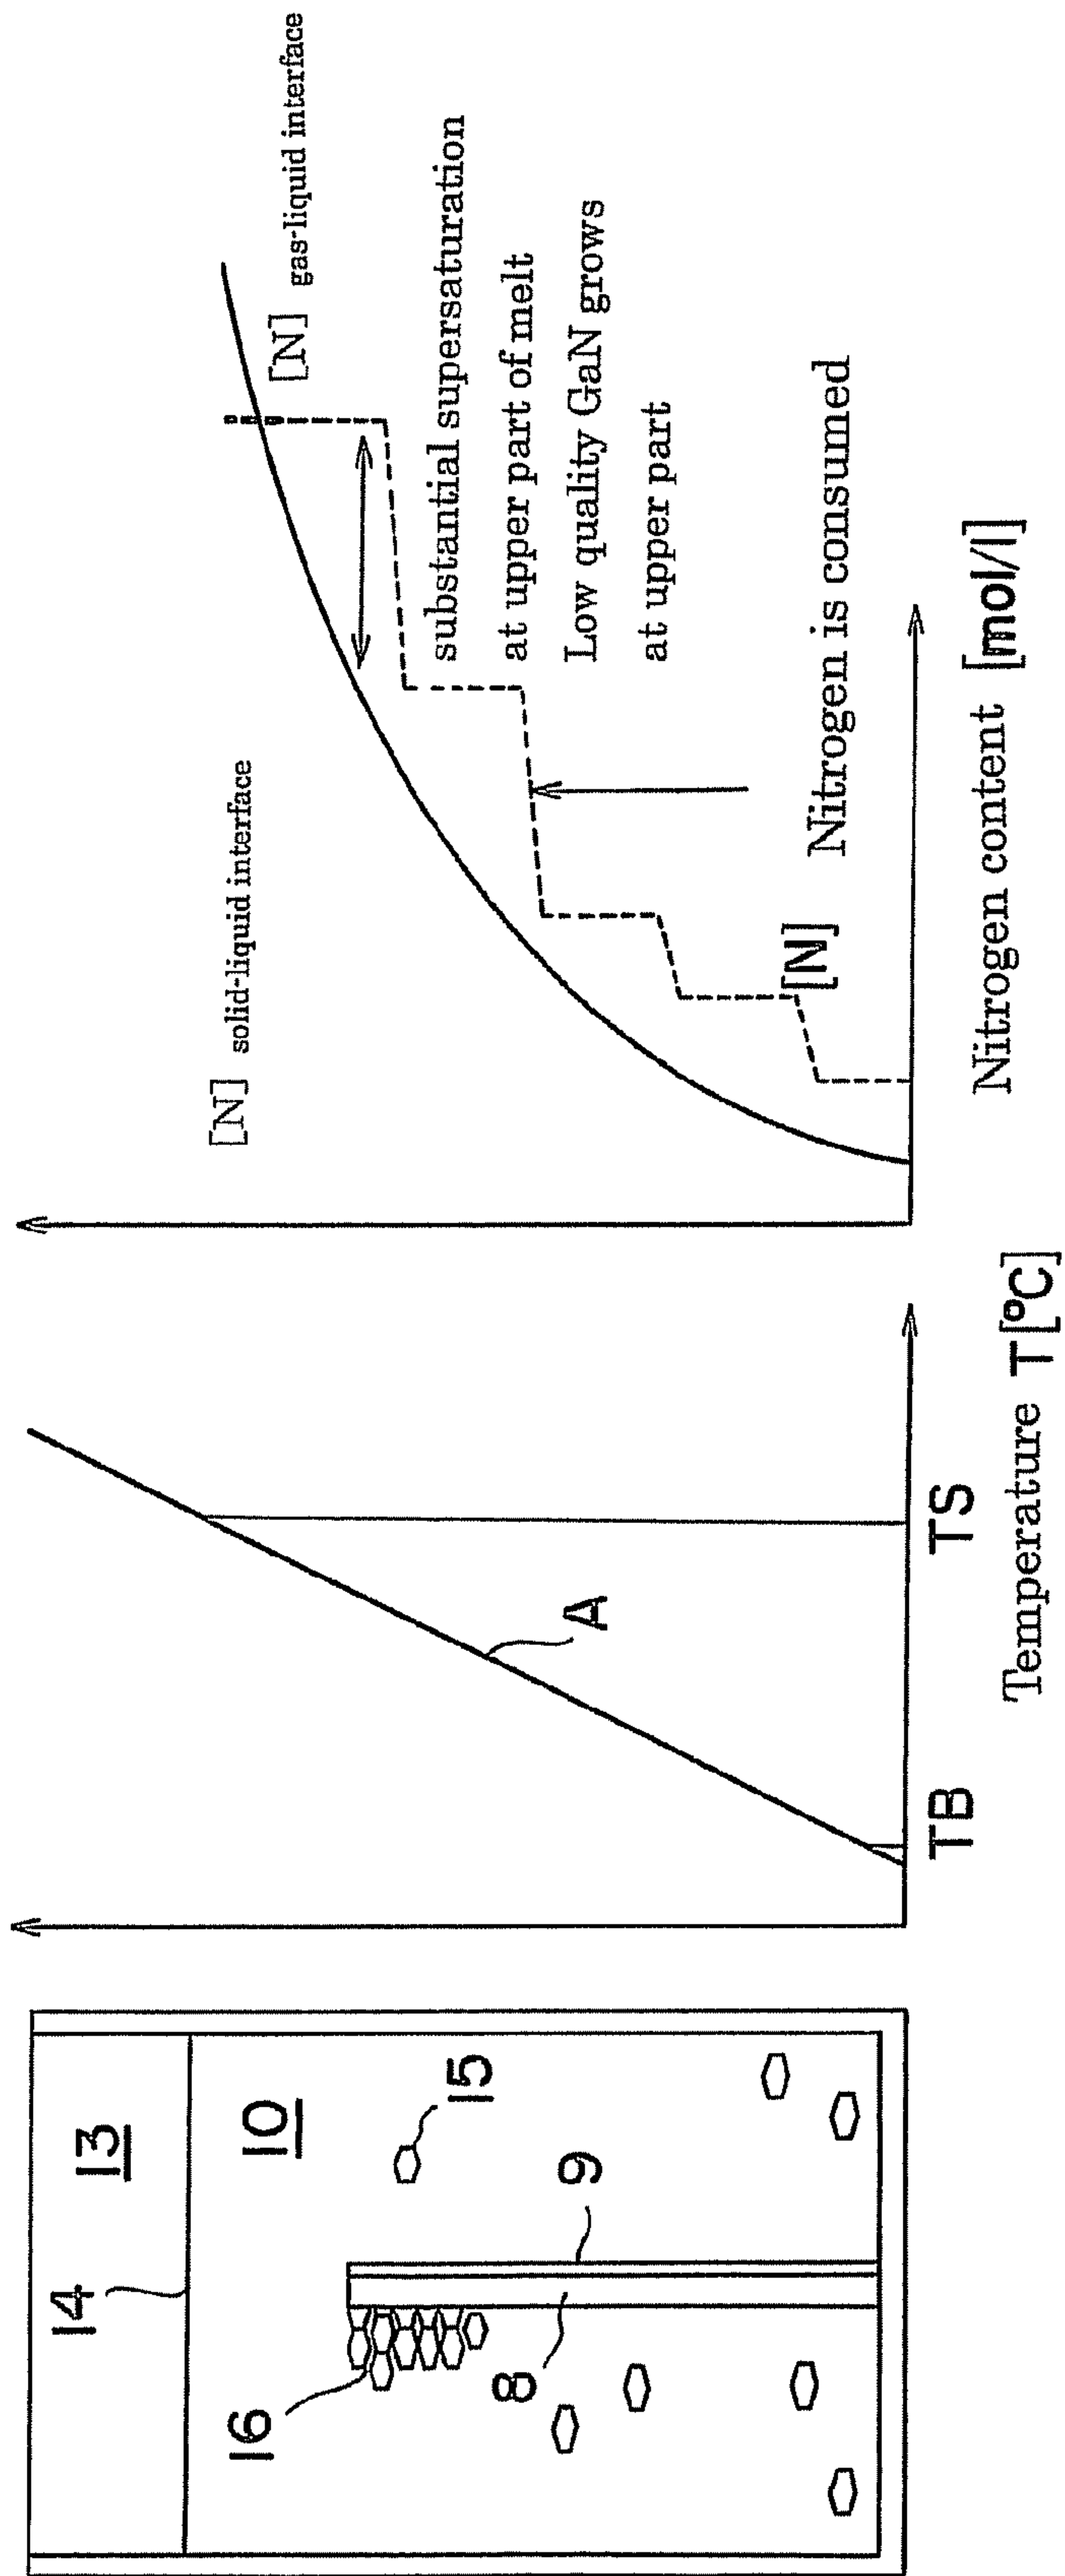 13
14
10
15
16
9
8
A
TB
TS
Temperature T[°C]
[N] solid-liquid interface
[N] gas-liquid interface
substantial supersaturation
at upper part of melt
Low quality GaN grows
at upper part
Nitrogen is consumed
[N]
Nitrogen content [mol/l]